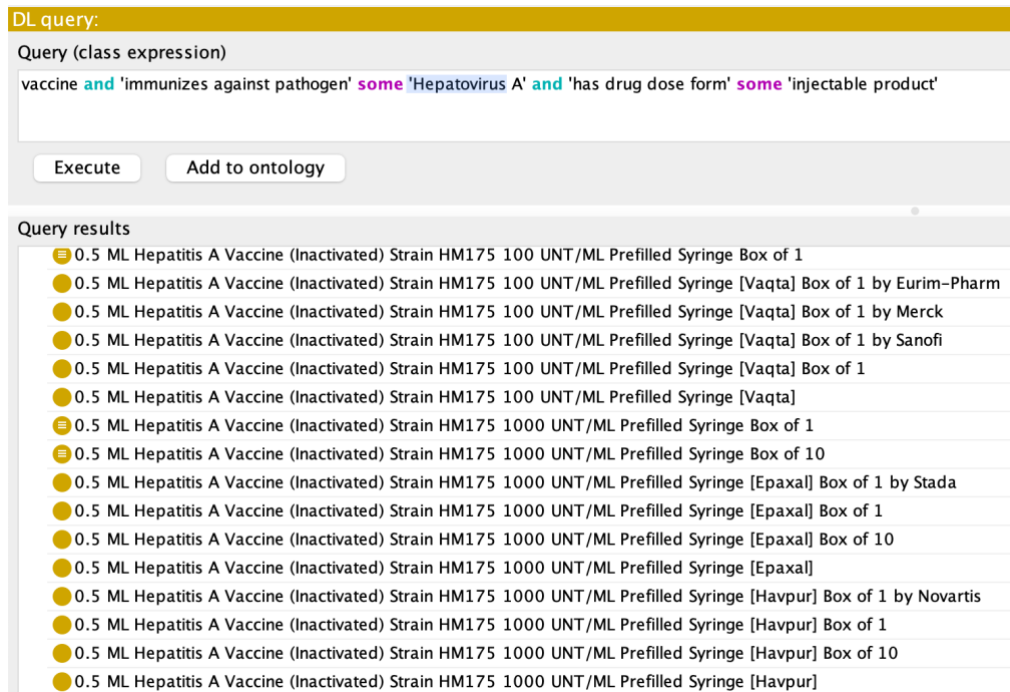 DL query:
Query (class expression)
vaccine and 'immunizes against pathogen' some 'Hepatovirus A' and 'has drug dose form' some 'injectable product'
Execute Add to ontology
Query results
0.5 ML Hepatitis A Vaccine (Inactivated) Strain HM175 100 UNT/ML Prefilled Syringe Box of 1
0.5 ML Hepatitis A Vaccine (Inactivated) Strain HM175 100 UNT/ML Prefilled Syringe [Vaqta] Box of 1 by Eurim-Pharm
0.5 ML Hepatitis A Vaccine (Inactivated) Strain HM175 100 UNT/ML Prefilled Syringe [Vaqta] Box of 1 by Merck
0.5 ML Hepatitis A Vaccine (Inactivated) Strain HM175 100 UNT/ML Prefilled Syringe [Vaqta] Box of 1 by Sanofi
0.5 ML Hepatitis A Vaccine (Inactivated) Strain HM175 100 UNT/ML Prefilled Syringe [Vaqta] Box of 1
0.5 ML Hepatitis A Vaccine (Inactivated) Strain HM175 100 UNT/ML Prefilled Syringe [Vaqta]
0.5 ML Hepatitis A Vaccine (Inactivated) Strain HM175 1000 UNT/ML Prefilled Syringe Box of 1
0.5 ML Hepatitis A Vaccine (Inactivated) Strain HM175 1000 UNT/ML Prefilled Syringe Box of 10
0.5 ML Hepatitis A Vaccine (Inactivated) Strain HM175 1000 UNT/ML Prefilled Syringe [Epaxal] Box of 1 by Stada
0.5 ML Hepatitis A Vaccine (Inactivated) Strain HM175 1000 UNT/ML Prefilled Syringe [Epaxal] Box of 1
0.5 ML Hepatitis A Vaccine (Inactivated) Strain HM175 1000 UNT/ML Prefilled Syringe [Epaxal] Box of 10
0.5 ML Hepatitis A Vaccine (Inactivated) Strain HM175 1000 UNT/ML Prefilled Syringe [Epaxal]
0.5 ML Hepatitis A Vaccine (Inactivated) Strain HM175 1000 UNT/ML Prefilled Syringe [Havpur] Box of 1 by Novartis
0.5 ML Hepatitis A Vaccine (Inactivated) Strain HM175 1000 UNT/ML Prefilled Syringe [Havpur] Box of 1
0.5 ML Hepatitis A Vaccine (Inactivated) Strain HM175 1000 UNT/ML Prefilled Syringe [Havpur] Box of 10
0.5 ML Hepatitis A Vaccine (Inactivated) Strain HM175 1000 UNT/ML Prefilled Syringe [Havpur]